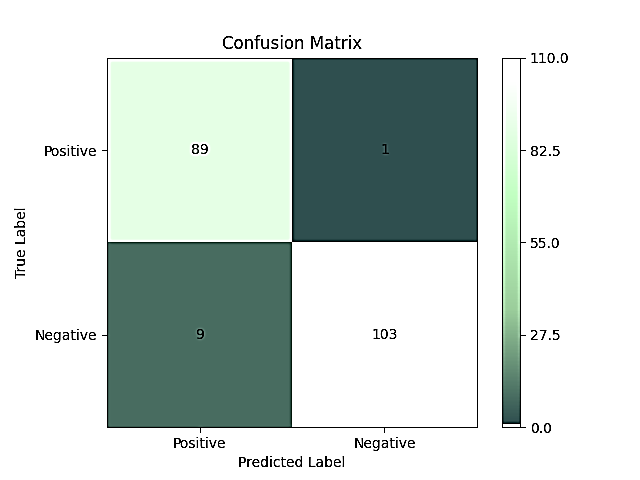 Confusion Matrix
True Label
Positive
Negative
89
1
9
103
Positive
Negative
Predicted Label
110.0
82.5
55.0
27.5
0.0